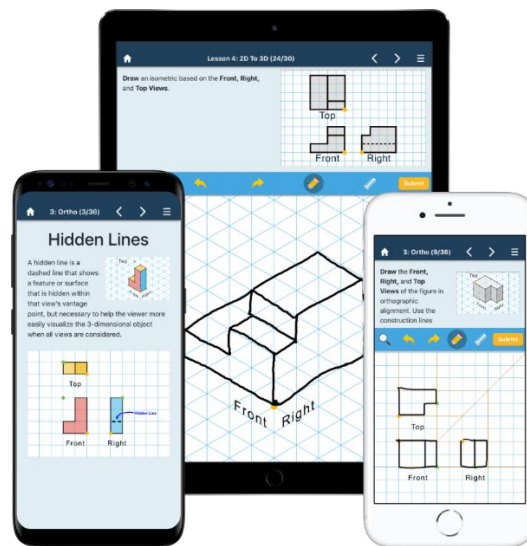 Lesson 4: 2D To 3D (24/30)
Draw an isometric based on the Front, Right,
and Top Views.
Top
Front
Right
Submit
Front
Right
3: Ortho (3/36)
Hidden Lines
A hidden line is a
dashed line that shows
a feature or surface
that is hidden within
that view's vantage
point, but necessary to help the viewer more
easily visualize the 3-dimensional object
when all views are considered.
Top
Front
Right
Top
Hidden Line
Front
Right
3: Ortho (9/36)
Draw the Front,
Right, and Top
Views of the figure in
orthographic
alignment. Use the
construction lines
Top
Submit
Top
Front
Right